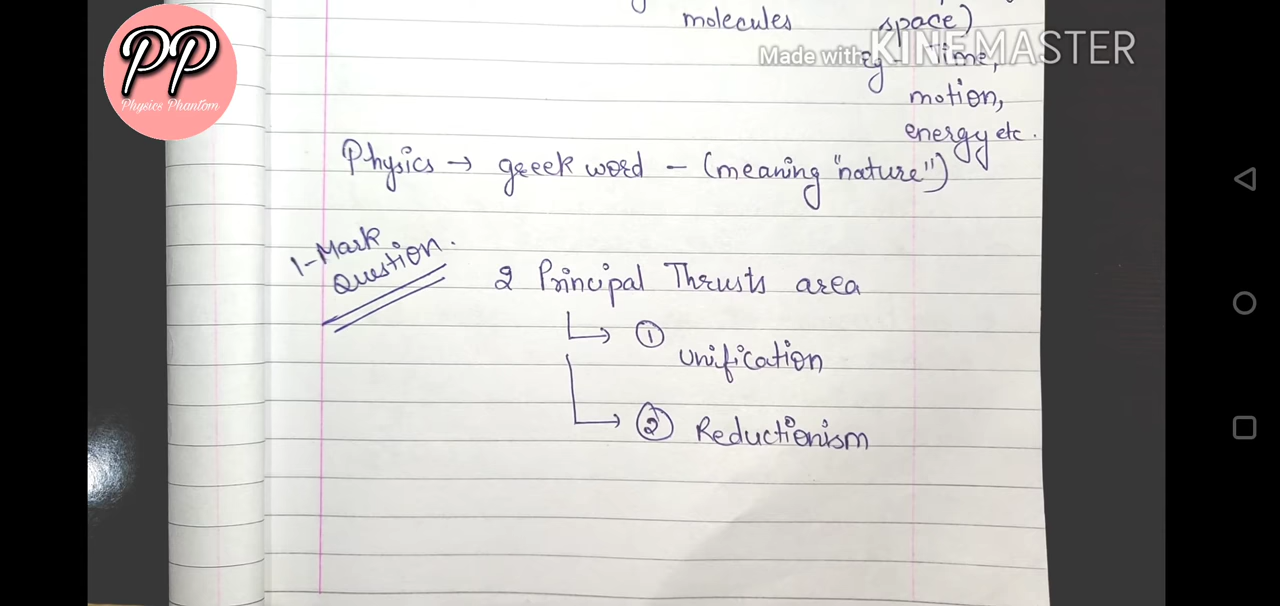 molecules space)
Made with KINEMASTER
eg - time,
motion,
energy etc.
PP
Physics Phantom
Physics → greek word - (meaning "nature")
1-Mark
Question.
2 Principal Thrusts area
① unification
② Reductionism